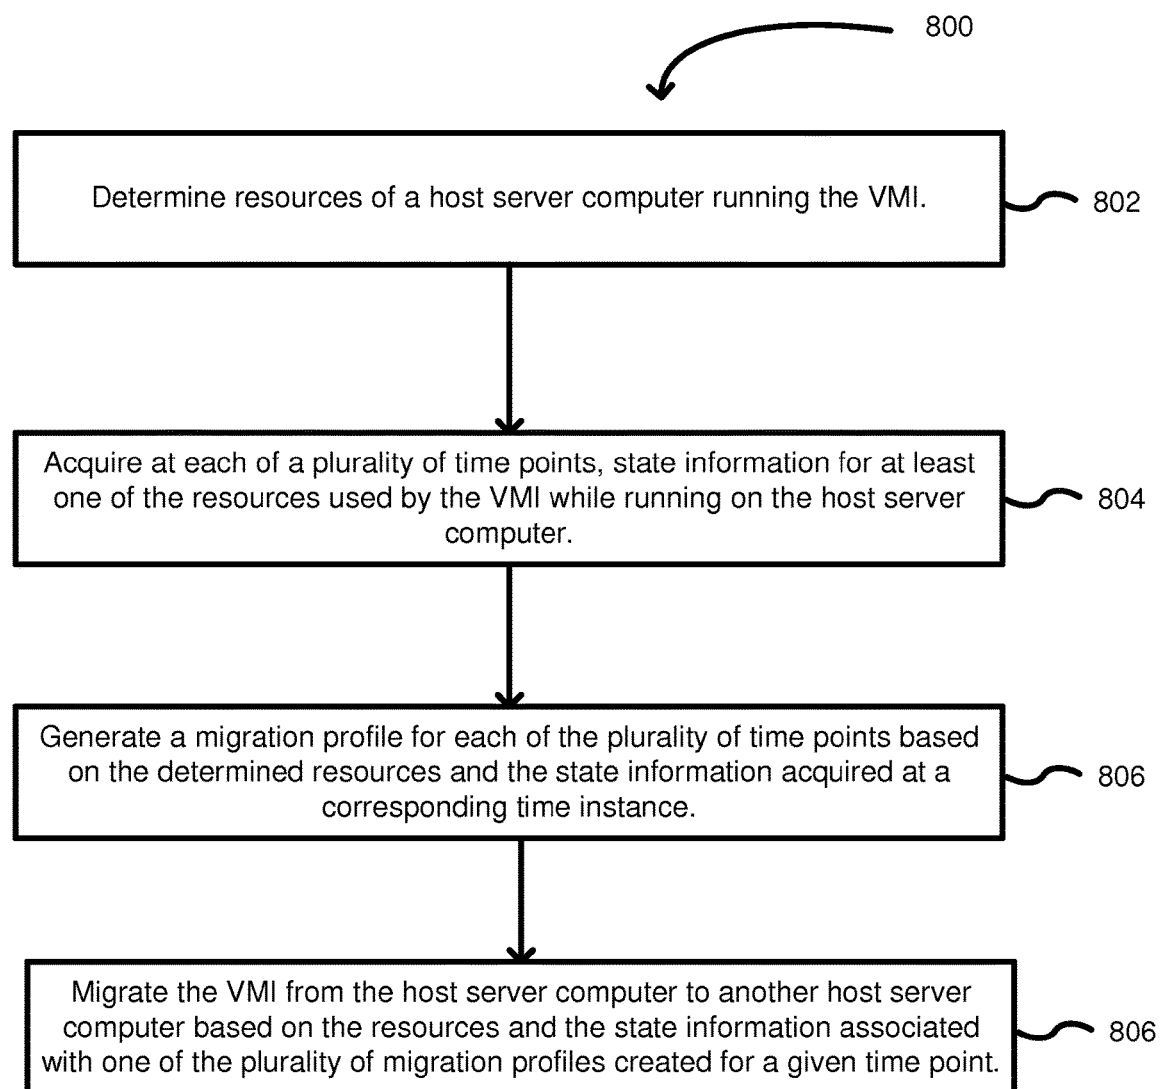 800
Determine resources of a host server computer running the VMI.
802
Acquire at each of a plurality of time points, state information for at least
one of the resources used by the VMI while running on the host server
computer.
804
Generate a migration profile for each of the plurality of time points based
on the determined resources and the state information acquired at a
corresponding time instance.
806
Migrate the VMI from the host server computer to another host server
computer based on the resources and the state information associated
with one of the plurality of migration profiles created for a given time point.
806